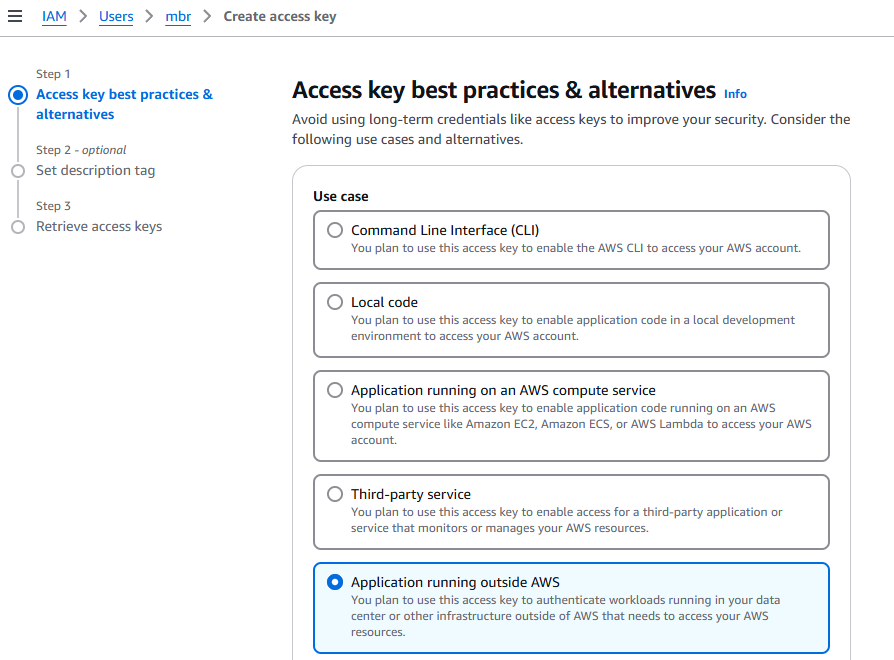 IAM > Users > mbr > Create access key
Step 1
Access key best practices &
alternatives
Step 2 - optional
Set description tag
Step 3
Retrieve access keys
Access key best practices & alternatives Info
Avoid using long-term credentials like access keys to improve your security. Consider the
following use cases and alternatives.
Use case
Command Line Interface (CLI)
You plan to use this access key to enable the AWS CLI to access your AWS account.
Local code
You plan to use this access key to enable application code in a local development
environment to access your AWS account.
Application running on an AWS compute service
You plan to use this access key to enable application code running on an AWS
compute service like Amazon EC2, Amazon ECS, or AWS Lambda to access your AWS
account.
Third-party service
You plan to use this access key to enable access for a third-party application or
service that monitors or manages your AWS resources.
Application running outside AWS
You plan to use this access key to authenticate workloads running in your data
center or other infrastructure outside of AWS that needs to access your AWS
resources.